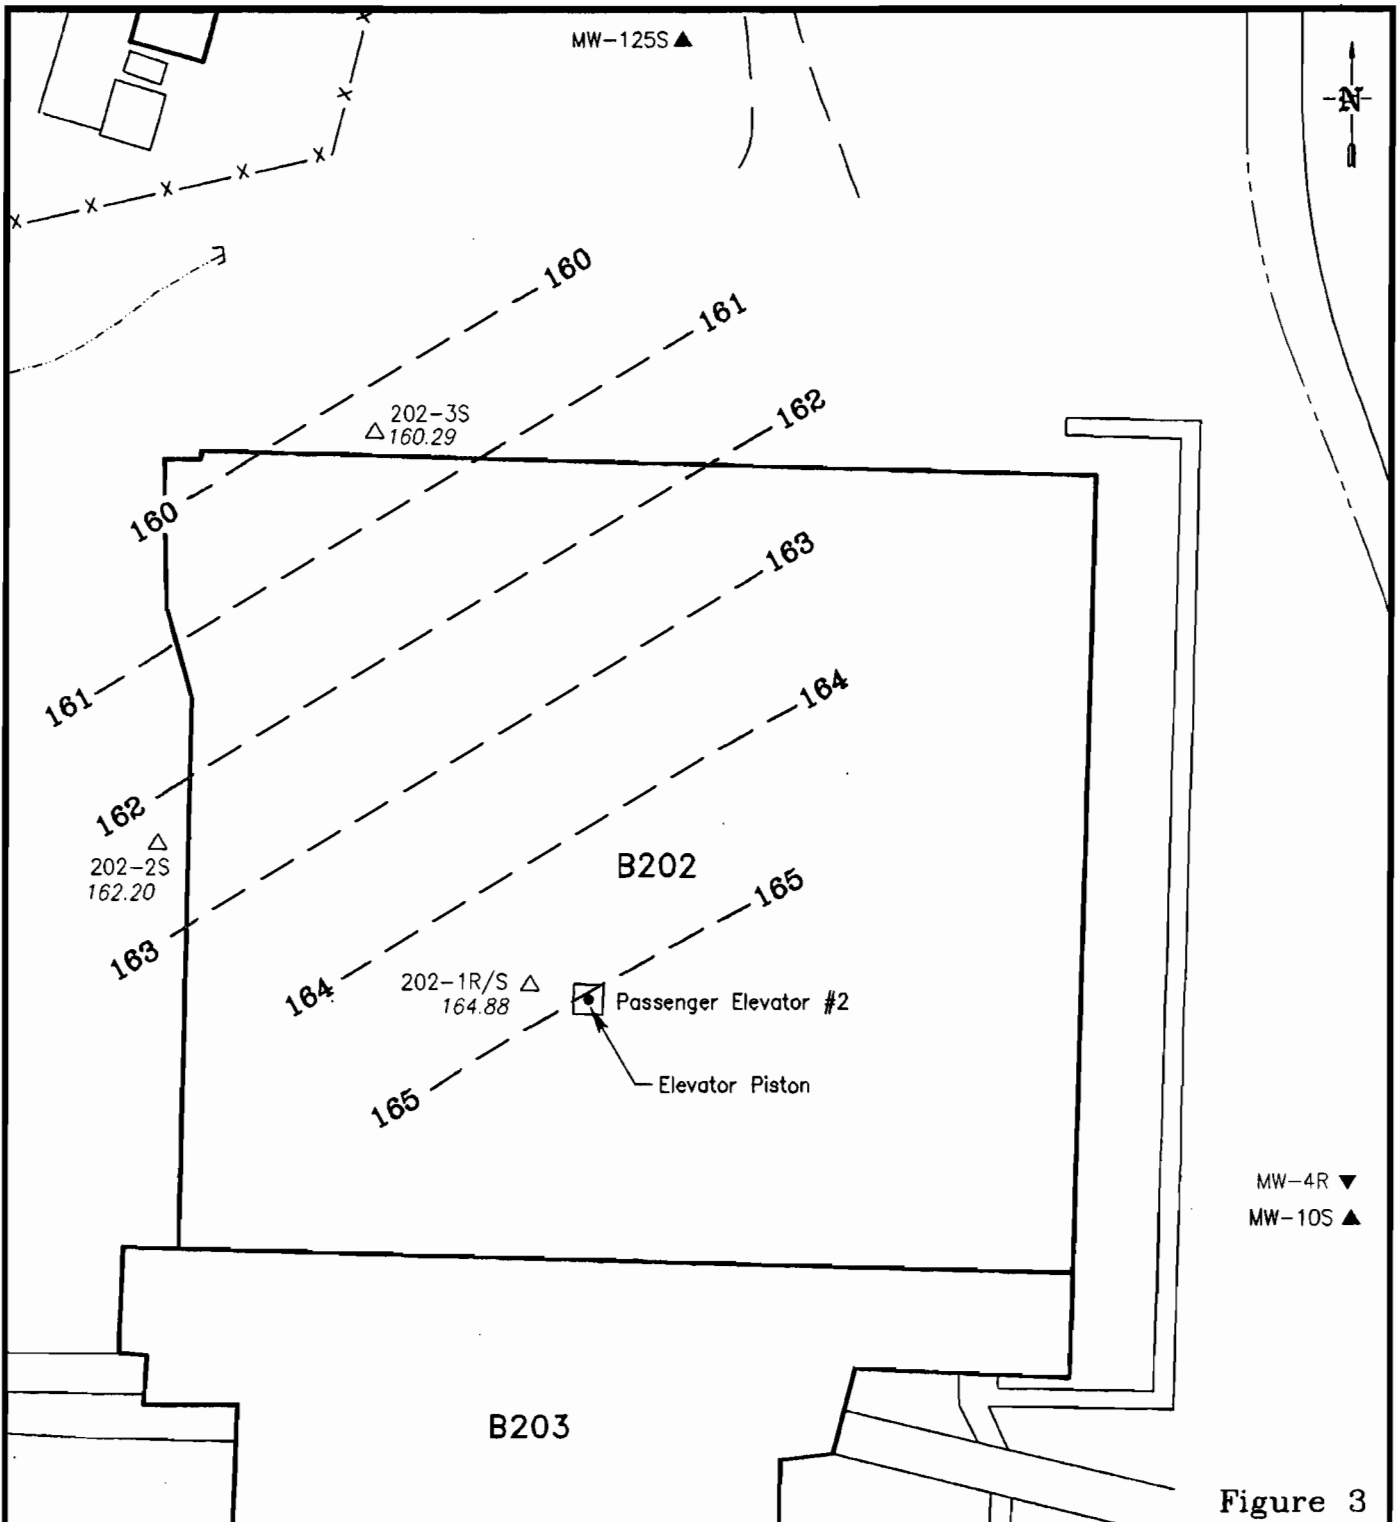 MW-125S
N
160
161
202-3S
160.29
162
160
163
161
164
162
202-2S
162.20
B202
165
163
164
202-1R/S
164.88
Passenger Elevator #2
Elevator Piston
165
MW-4R
MW-10S
B203
Figure 3